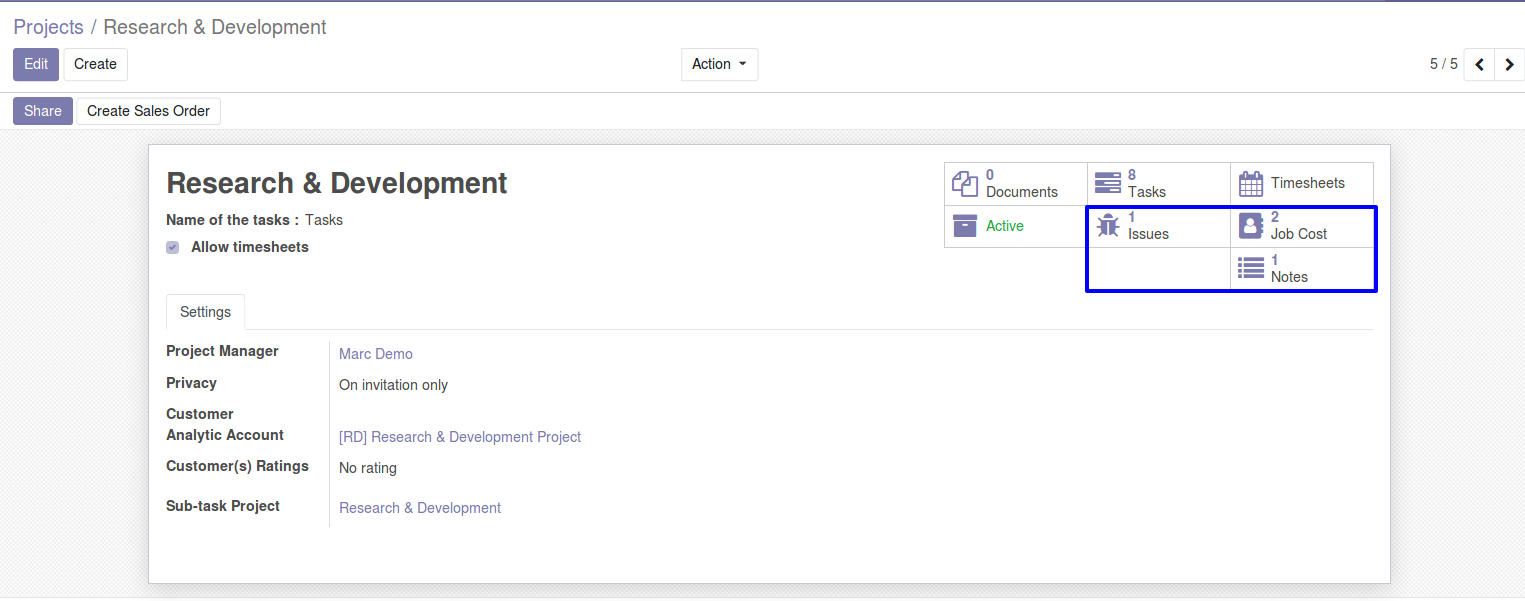 Projects / Research & Development
Edit Create Action 5 / 5
Share Create Sales Order
Research & Development
0 Documents
8 Tasks
Timesheets
Name of the tasks : Tasks
Active
1 Issues
2 Job Cost
Allow timesheets
1 Notes
Settings
Project Manager Marc Demo
Privacy On invitation only
Customer
Analytic Account [RD] Research & Development Project
Customer(s) Ratings No rating
Sub-task Project Research & Development